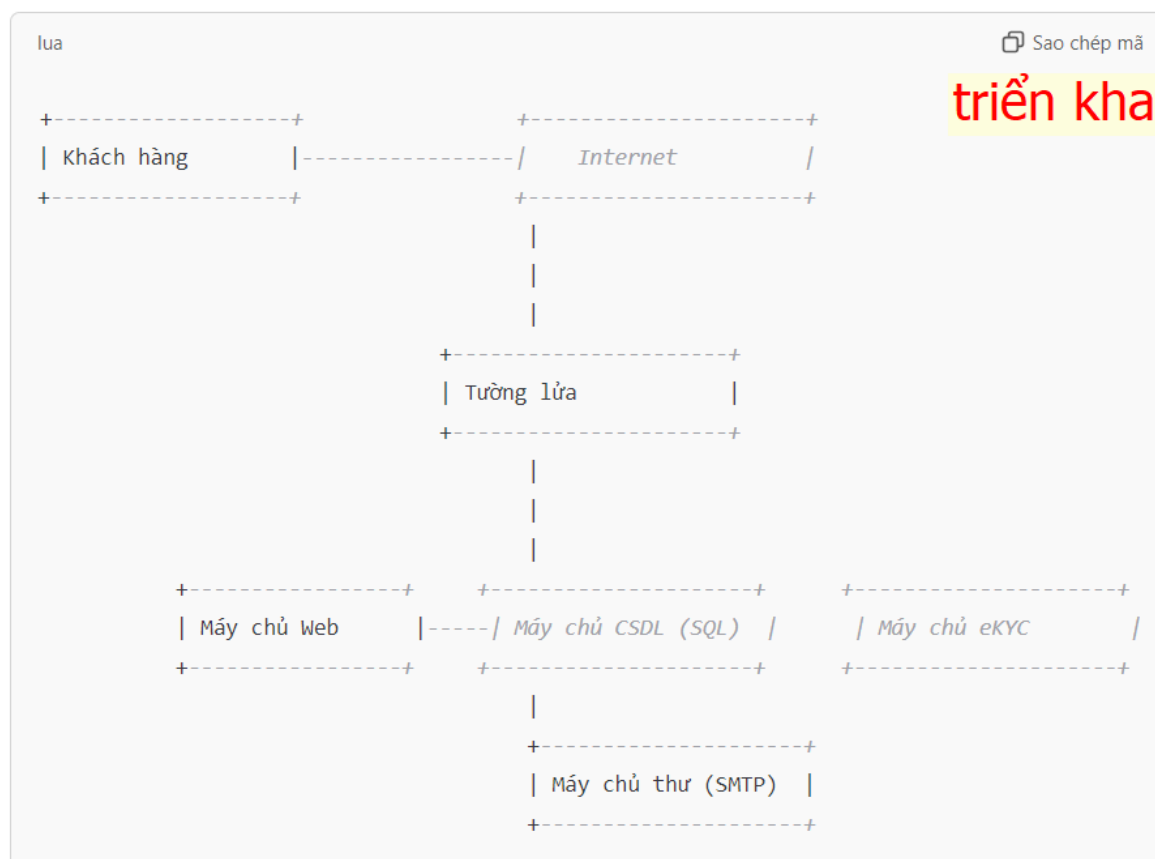 lua
Sao chép mã
triển kha
Khách hàng
Internet
Tường lửa
Máy chủ Web
Máy chủ CSDL (SQL)
Máy chủ eKYC
Máy chủ thư (SMTP)